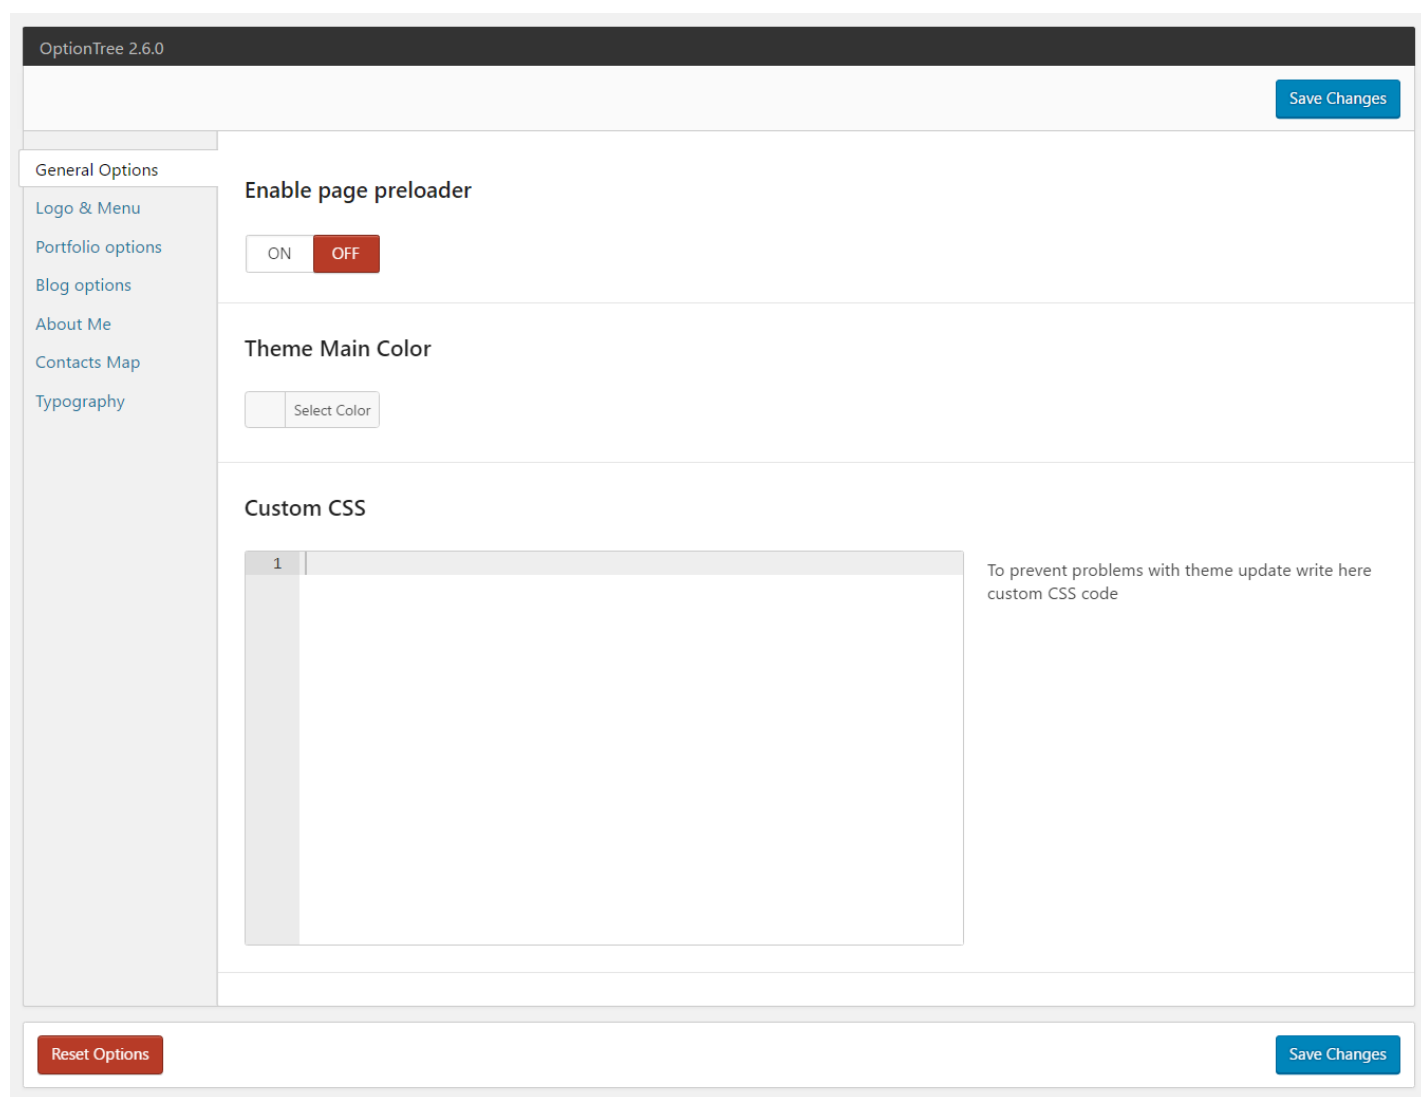 OptionTree 2.6.0
Save Changes
General Options
Logo & Menu
Portfolio options
Blog options
About Me
Contacts Map
Typography
Enable page preloader
ON OFF
Theme Main Color
Select Color
Custom CSS
1
To prevent problems with theme update write here
custom CSS code
Reset Options
Save Changes